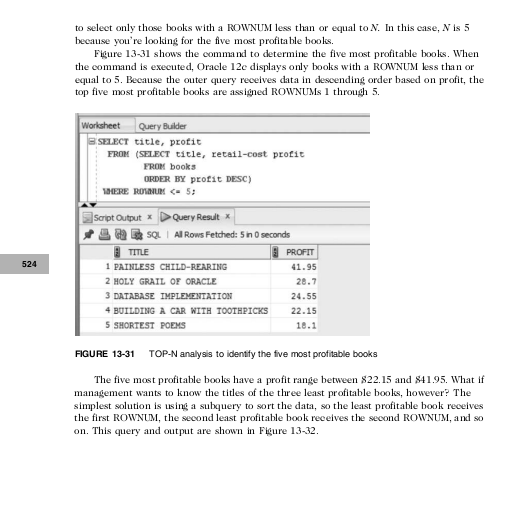 to select only those books with a ROWNUM less than or equal to N. In this case, N is 5
because you're looking for the five most profitable books.
Figure 13-31 shows the command to determine the five most profitable books. When
the command is executed, Oracle 12c displays only books with a ROWNUM less than or
equal to 5. Because the outer query receives data in descending order based on profit, the
top five most profitable books are assigned ROWNUMs 1 through 5.
Worksheet Query Builder
SELECT title, profit
FROM (SELECT title, retail-cost profit
FROM books
ORDER BY profit DESC)
WHERE ROWNUM <= 5;
Script Output x Query Result x
SQL | All Rows Fetched: 5 in 0 seconds
TITLE PROFIT
1 PAINLESS CHILD-REARING 41.95
2 HOLY GRAIL OF ORACLE 28.7
3 DATABASE IMPLEMENTATION 24.55
4 BUILDING A CAR WITH TOOTHPICKS 22.15
5 SHORTEST POEMS 18.1
524
FIGURE 13-31 TOP-N analysis to identify the five most profitable books
The five most profitable books have a profit range between $22.15 and $41.95. What if
management wants to know the titles of the three least profitable books, however? The
simplest solution is using a subquery to sort the data, so the least profitable book receives
the first ROWNUM, the second least profitable book receives the second ROWNUM, and so
on. This query and output are shown in Figure 13-32.